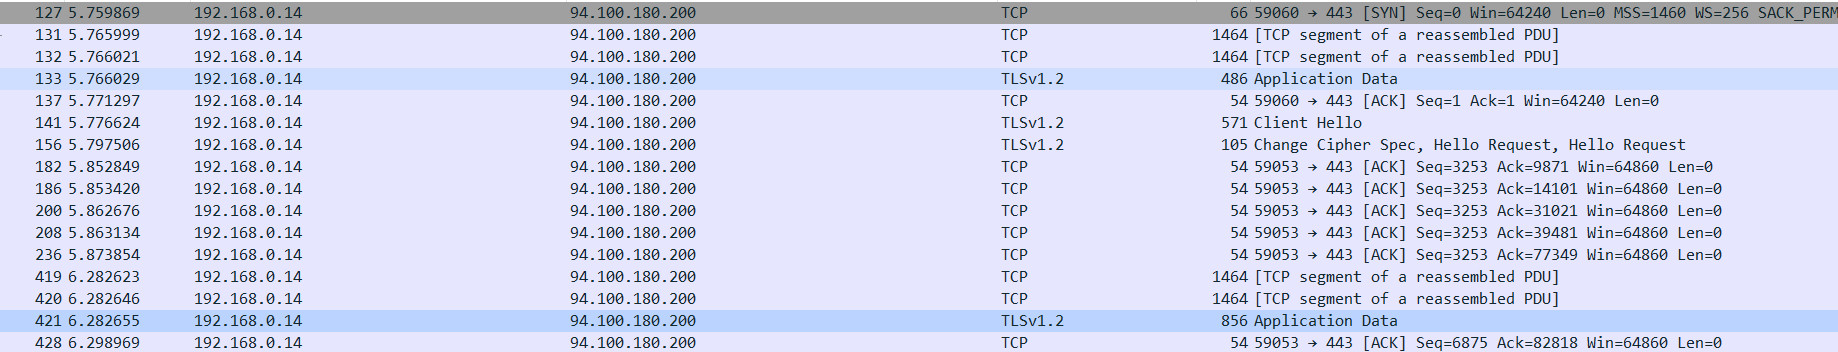 127 5.759869 192.168.0.14 94.100.180.200 TCP 66 59060 → 443 [SYN] Seq=0 Win=64240 Len=0 MSS=1460 WS=256 SACK_PERM
131 5.765999 192.168.0.14 94.100.180.200 TCP 1464 [TCP segment of a reassembled PDU]
132 5.766021 192.168.0.14 94.100.180.200 TCP 1464 [TCP segment of a reassembled PDU]
133 5.766029 192.168.0.14 94.100.180.200 TLSv1.2 486 Application Data
137 5.771297 192.168.0.14 94.100.180.200 TCP 54 59060 → 443 [ACK] Seq=1 Ack=1 Win=64240 Len=0
141 5.776624 192.168.0.14 94.100.180.200 TLSv1.2 571 Client Hello
156 5.797506 192.168.0.14 94.100.180.200 TLSv1.2 105 Change Cipher Spec, Hello Request, Hello Request
182 5.852849 192.168.0.14 94.100.180.200 TCP 54 59053 → 443 [ACK] Seq=3253 Ack=9871 Win=64860 Len=0
186 5.853420 192.168.0.14 94.100.180.200 TCP 54 59053 → 443 [ACK] Seq=3253 Ack=14101 Win=64860 Len=0
200 5.862676 192.168.0.14 94.100.180.200 TCP 54 59053 → 443 [ACK] Seq=3253 Ack=31021 Win=64860 Len=0
208 5.863134 192.168.0.14 94.100.180.200 TCP 54 59053 → 443 [ACK] Seq=3253 Ack=39481 Win=64860 Len=0
236 5.873854 192.168.0.14 94.100.180.200 TCP 54 59053 → 443 [ACK] Seq=3253 Ack=77349 Win=64860 Len=0
419 6.282623 192.168.0.14 94.100.180.200 TCP 1464 [TCP segment of a reassembled PDU]
420 6.282646 192.168.0.14 94.100.180.200 TCP 1464 [TCP segment of a reassembled PDU]
421 6.282655 192.168.0.14 94.100.180.200 TLSv1.2 856 Application Data
428 6.298969 192.168.0.14 94.100.180.200 TCP 54 59053 → 443 [ACK] Seq=6875 Ack=82818 Win=64860 Len=0